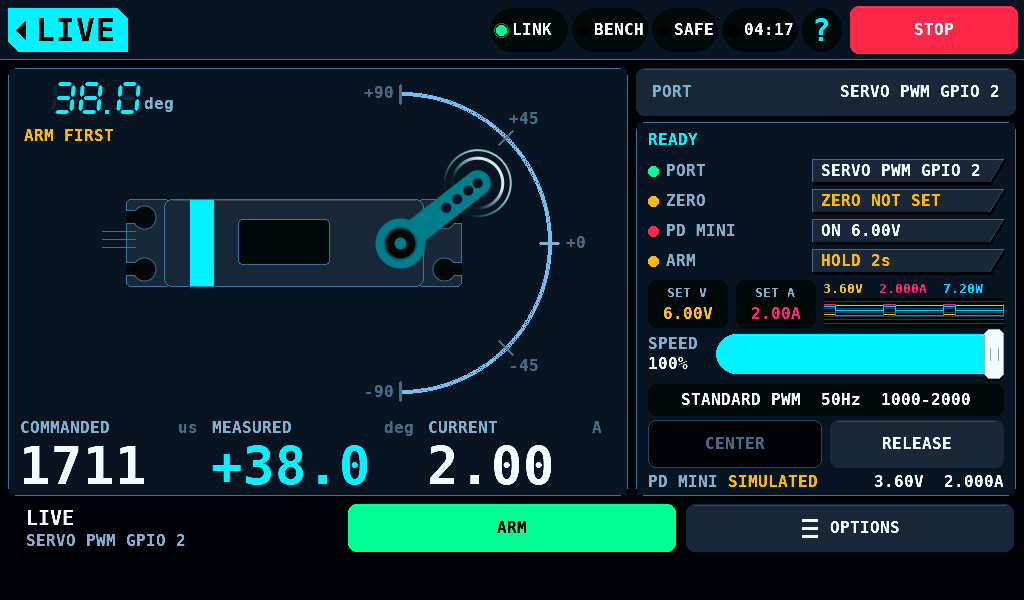 LIVE
LINK
BENCH
SAFE
04:17
?
STOP
38.0 deg
ARM FIRST
+90
+45
+0
-45
-90
COMMANDED us
1711
MEASURED deg
+38.0
CURRENT A
2.00
PORT SERVO PWM GPIO 2
READY
PORT SERVO PWM GPIO 2
ZERO ZERO NOT SET
PD MINI ON 6.00V
ARM HOLD 2s
SET V
6.00V
SET A
2.00A
3.60V 2.000A 7.20W
SPEED
100%
STANDARD PWM 50Hz 1000-2000
CENTER
RELEASE
PD MINI SIMULATED 3.60V 2.000A
LIVE
SERVO PWM GPIO 2
ARM
OPTIONS